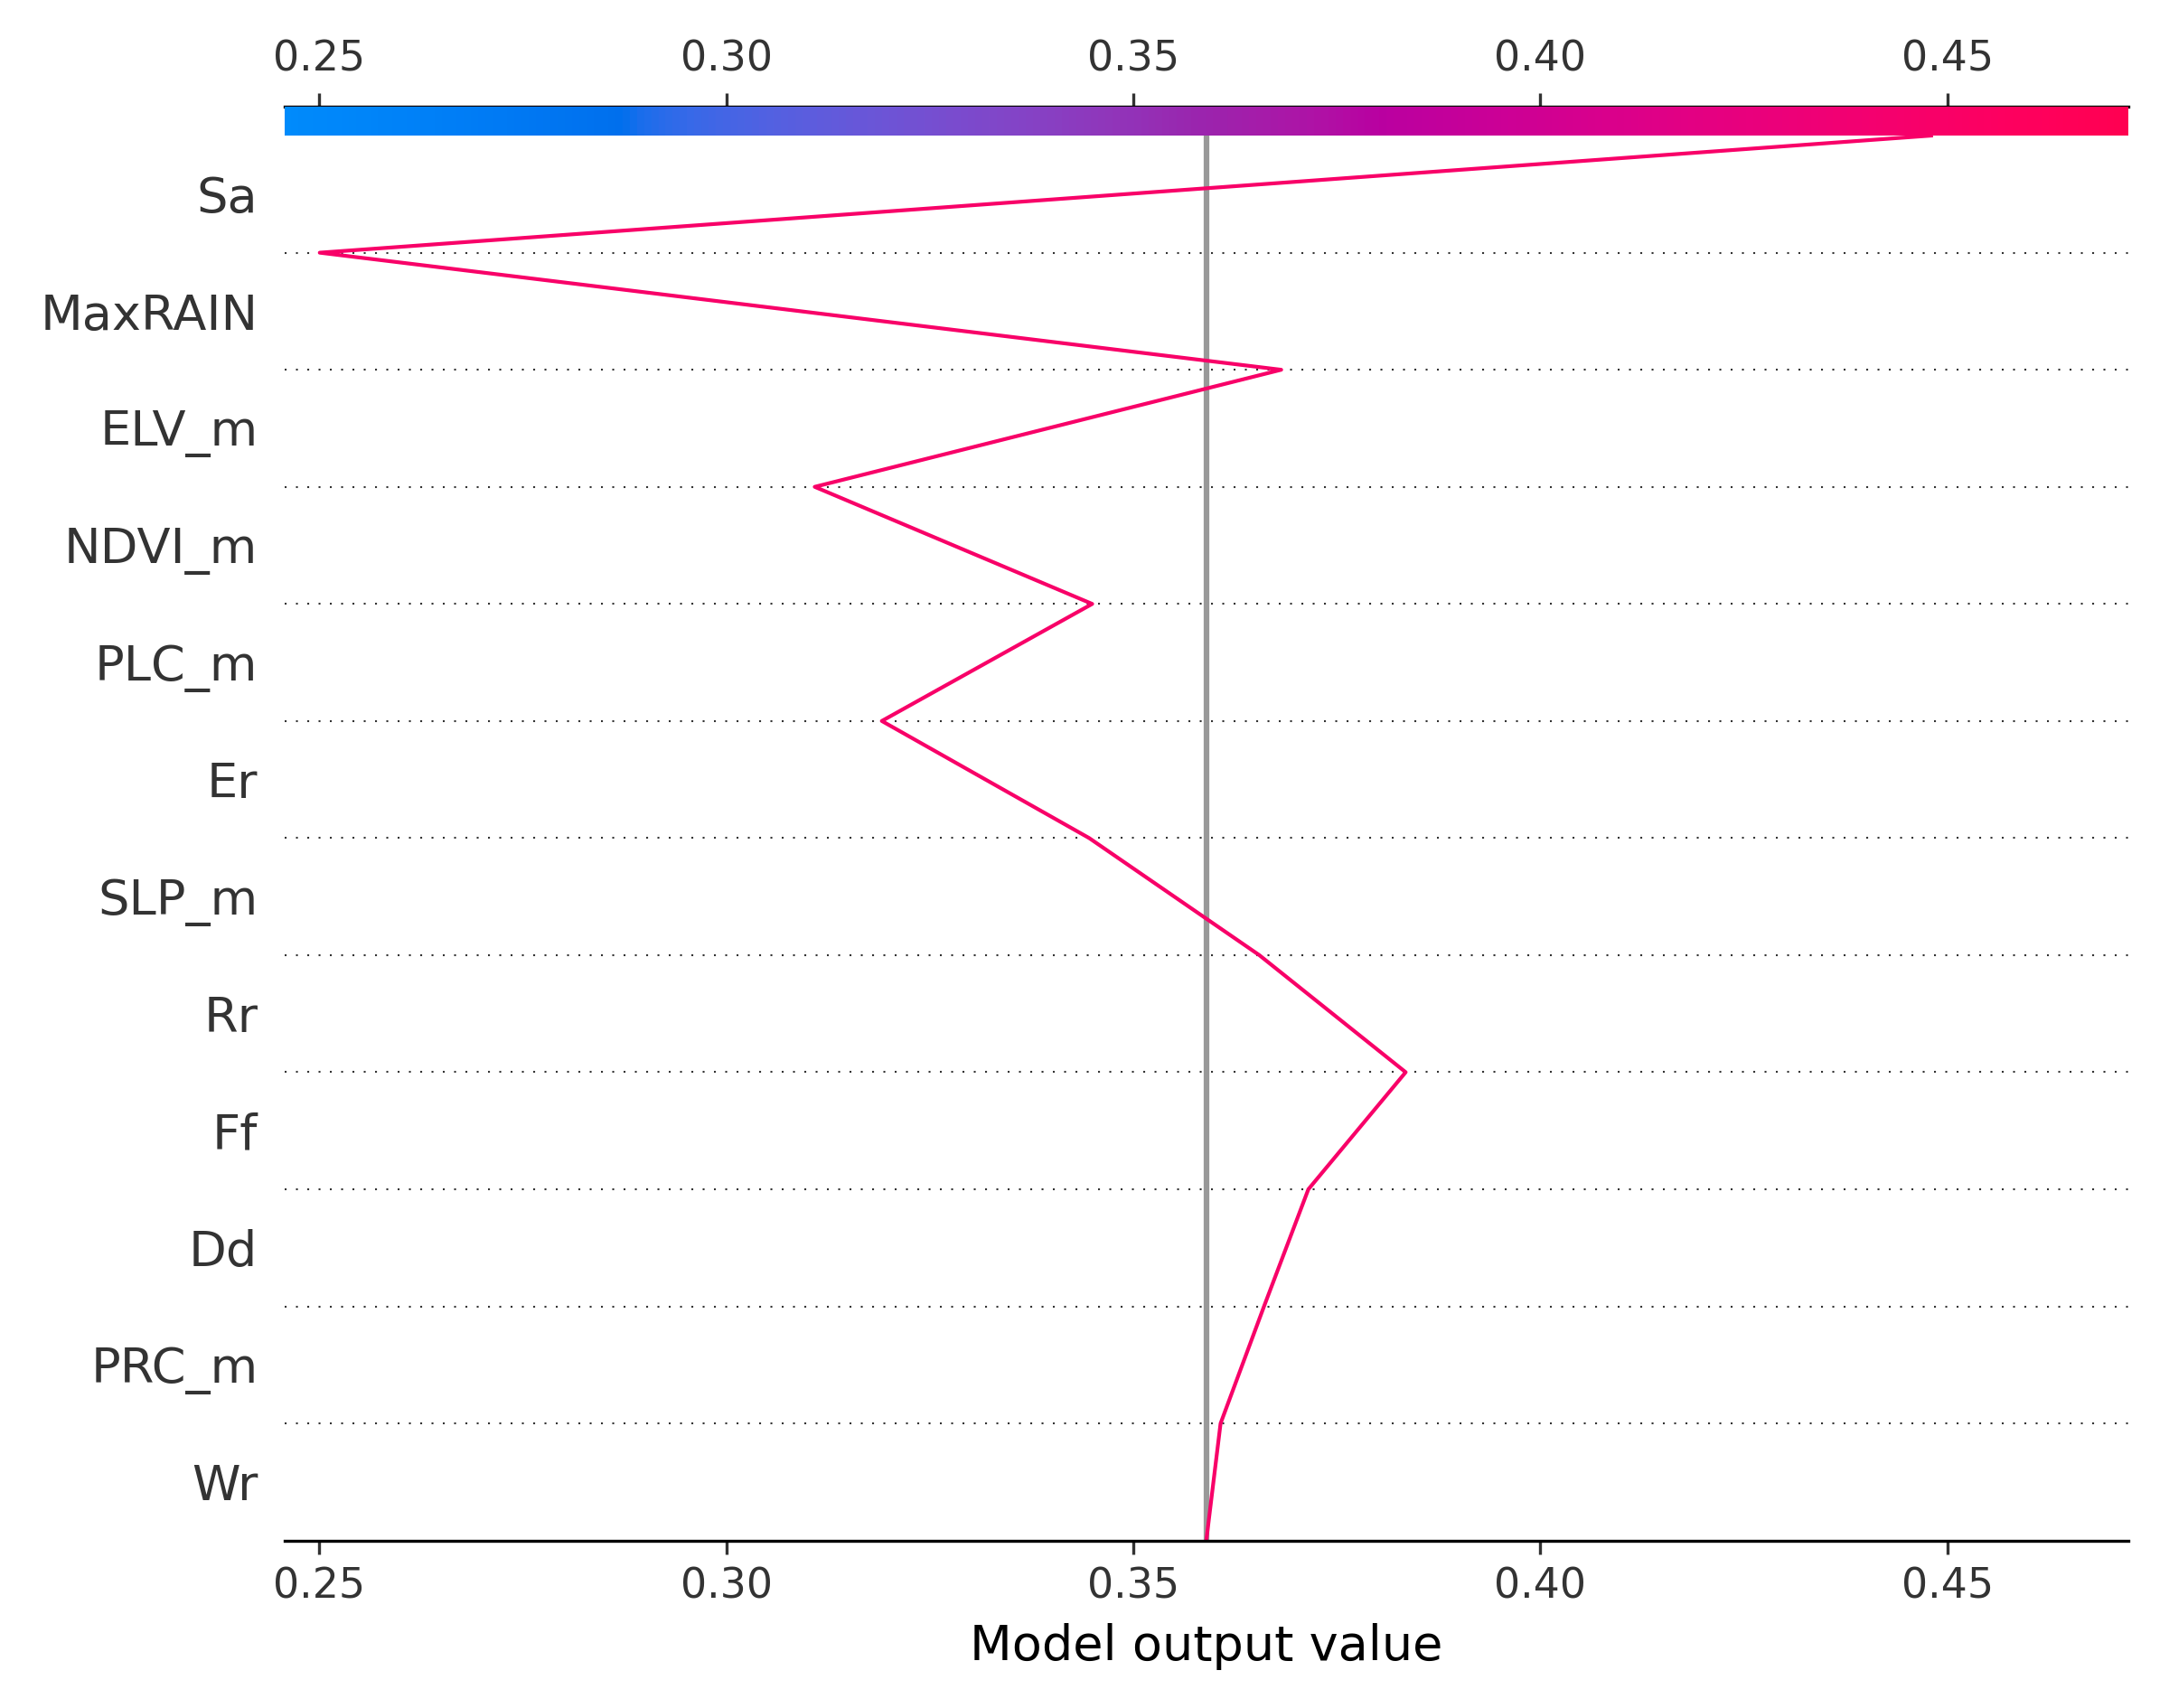 0.25 0.30 0.35 0.40 0.45
Sa
MaxRAIN
ELV_m
NDVI_m
PLC_m
Er
SLP_m
Rr
Ff
Dd
PRC_m
Wr
0.25 0.30 0.35 0.40 0.45
Model output value